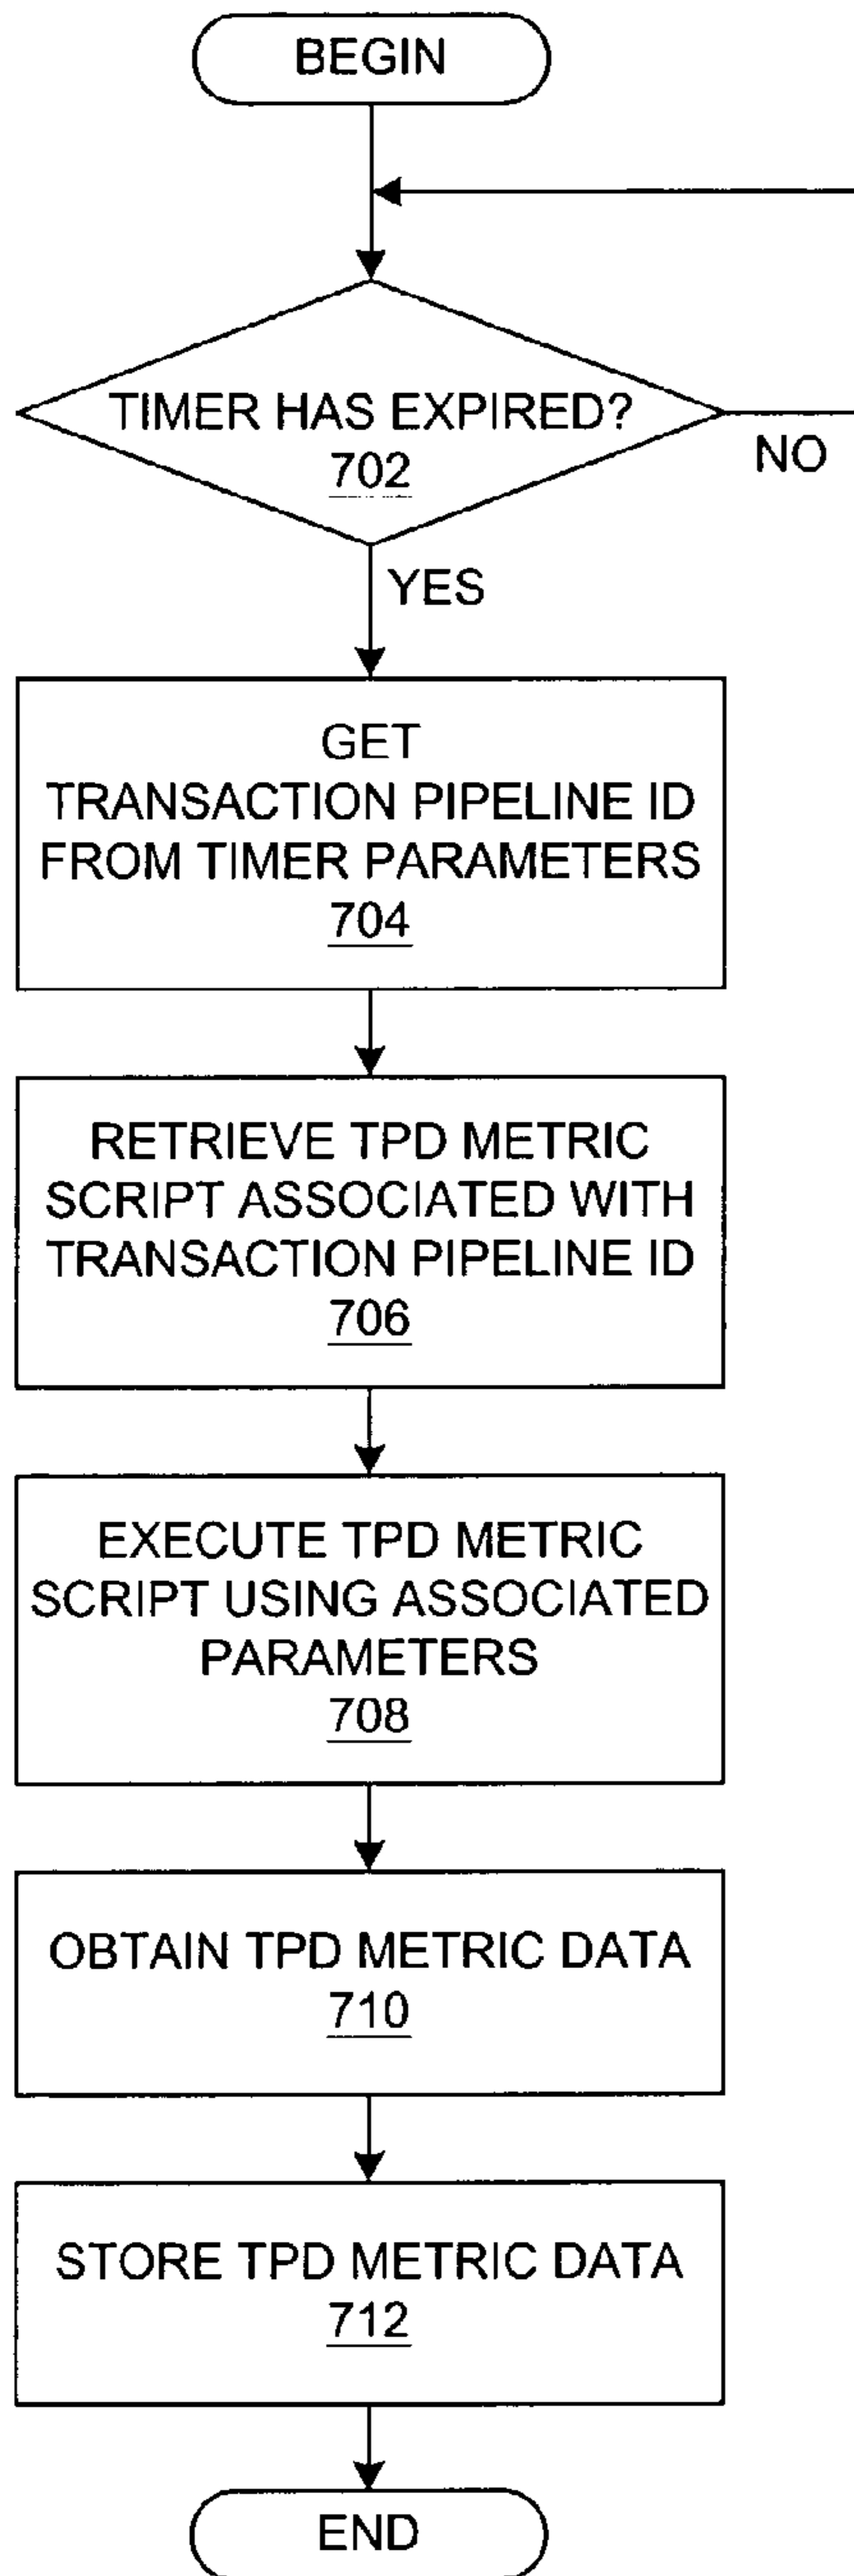 BEGIN
TIMER HAS EXPIRED?
702
NO
YES
GET
TRANSACTION PIPELINE ID
FROM TIMER PARAMETERS
704
RETRIEVE TPD METRIC
SCRIPT ASSOCIATED WITH
TRANSACTION PIPELINE ID
706
EXECUTE TPD METRIC
SCRIPT USING ASSOCIATED
PARAMETERS
708
OBTAIN TPD METRIC DATA
710
STORE TPD METRIC DATA
712
END